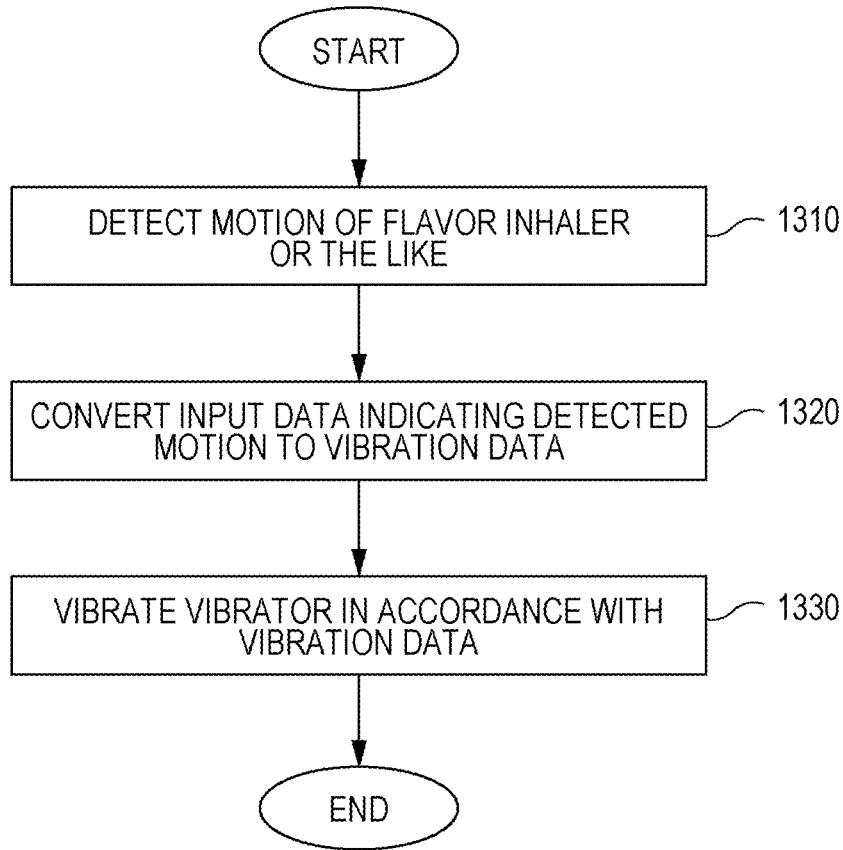 START
DETECT MOTION OF FLAVOR INHALER
OR THE LIKE
1310
CONVERT INPUT DATA INDICATING DETECTED
MOTION TO VIBRATION DATA
1320
VIBRATE VIBRATOR IN ACCORDANCE WITH
VIBRATION DATA
1330
END